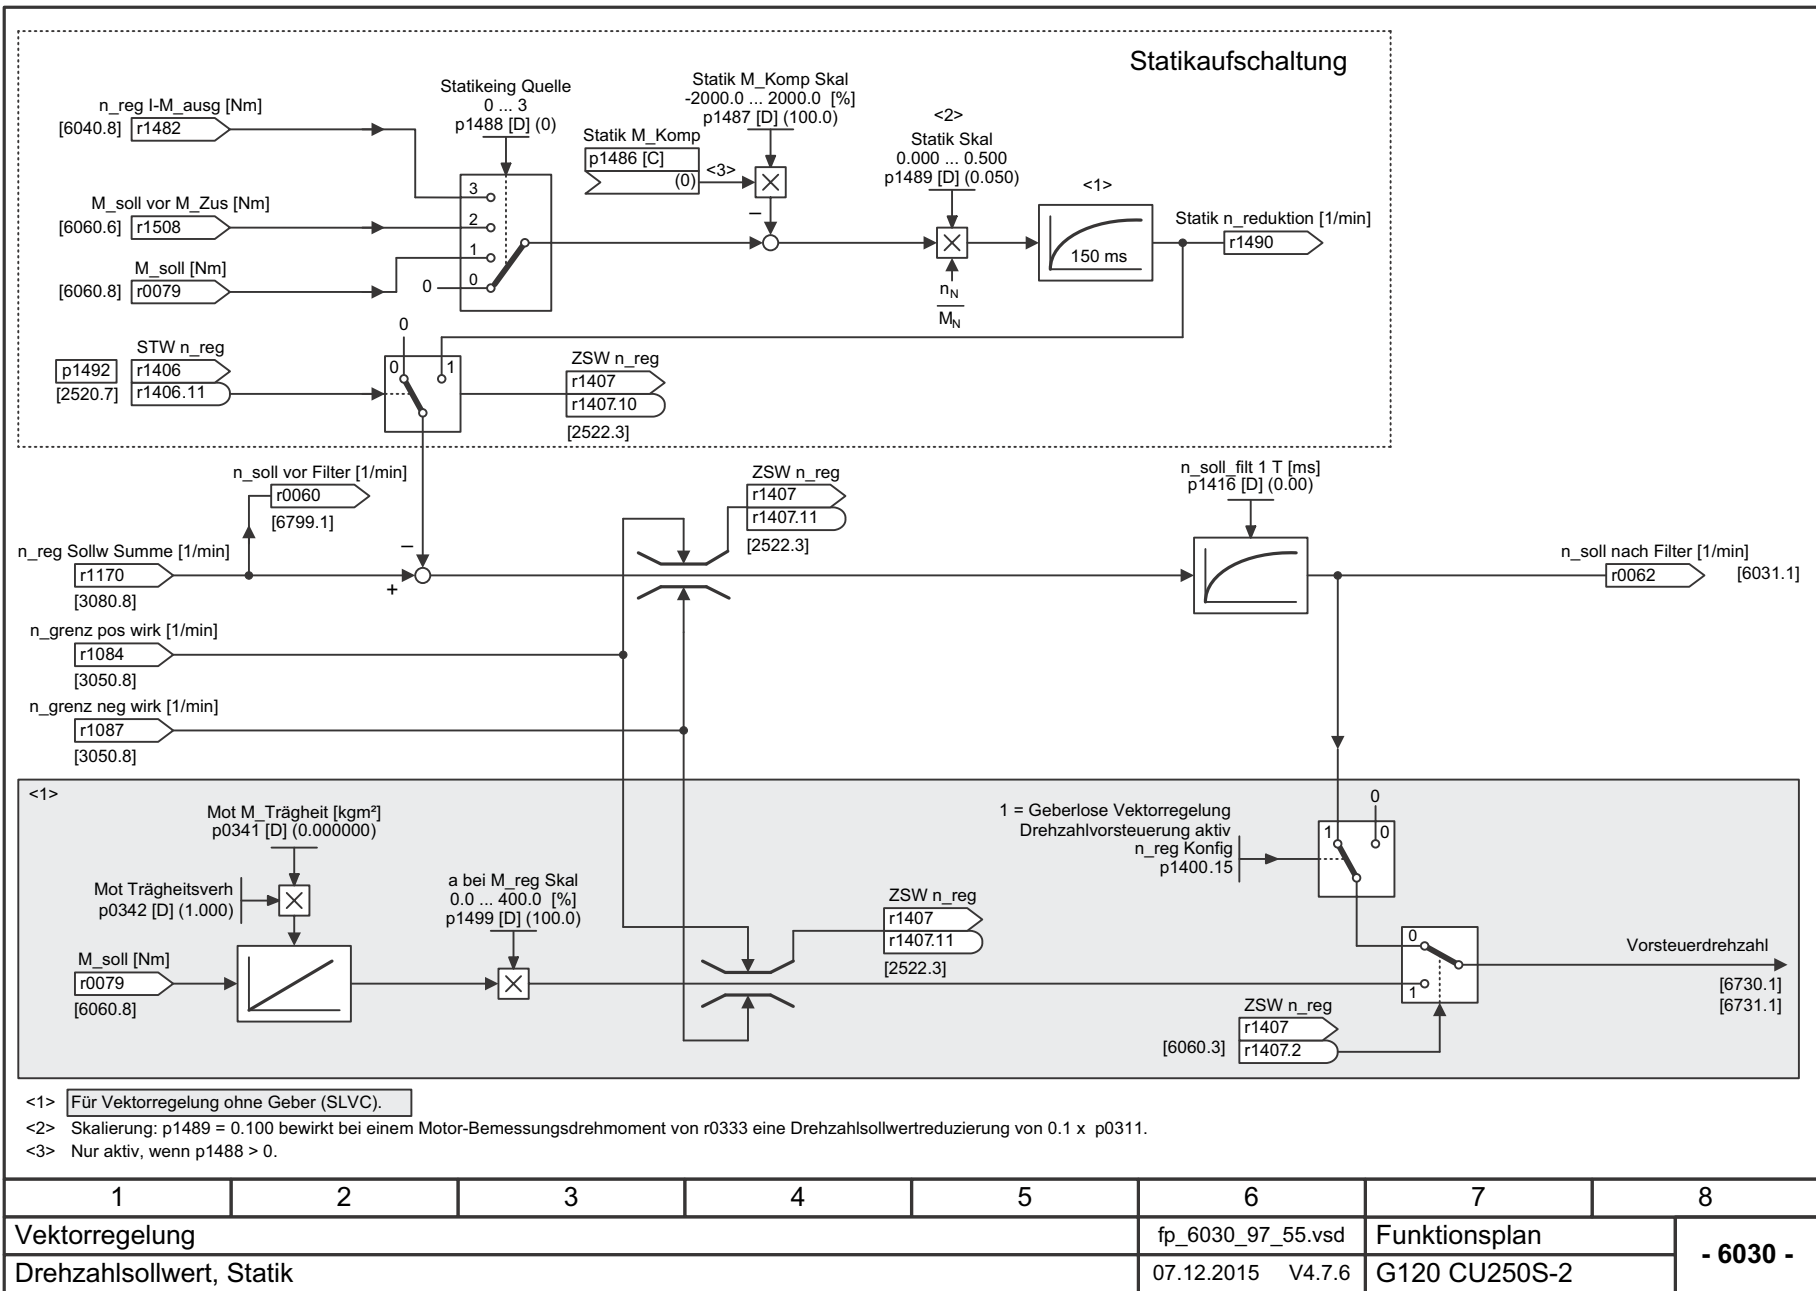 Statikaufschaltung
n_reg I-M_ausg [Nm]
[6040.8] r1482
Statikeing Quelle
0 ... 3
p1488 [D] (0)
Statik M_Komp Skal
-2000.0 ... 2000.0 [%]
p1487 [D] (100.0)
Statik M_Komp
p1486 [C]
(0)
<3>
<2>
Statik Skal
0.000 ... 0.500
p1489 [D] (0.050)
<1>
150 ms
Statik n_reduktion [1/min]
r1490
M_soll vor M_Zus [Nm]
[6060.6] r1508
M_soll [Nm]
[6060.8] r0079
3
2
1
0 0
–
nN
MN
STW n_reg
p1492 r1406
[2520.7] r1406.11
0
0 1
ZSW n_reg
r1407
r1407.10
[2522.3]
n_soll vor Filter [1/min]
r0060
[6799.1]
ZSW n_reg
r1407
r1407.11
[2522.3]
n_soll_filt 1 T [ms]
p1416 [D] (0.00)
n_reg Sollw Summe [1/min]
r1170
[3080.8]
–
+
n_soll nach Filter [1/min]
r0062 [6031.1]
n_grenz pos wirk [1/min]
r1084
[3050.8]
n_grenz neg wirk [1/min]
r1087
[3050.8]
<1>
Mot M_Trägheit [kgm²]
p0341 [D] (0.000000)
Mot Trägheitsverh
p0342 [D] (1.000)
M_soll [Nm]
r0079
[6060.8]
a bei M_reg Skal
0.0 ... 400.0 [%]
p1499 [D] (100.0)
ZSW n_reg
r1407
r1407.11
[2522.3]
1 = Geberlose Vektorregelung
Drehzahlvorsteuerung aktiv
n_reg Konfig
p1400.15
0
1 0
0
1
Vorsteuerdrehzahl
[6730.1]
[6731.1]
ZSW n_reg
r1407
[6060.3] r1407.2
<1> Für Vektorregelung ohne Geber (SLVC).
<2> Skalierung: p1489 = 0.100 bewirkt bei einem Motor-Bemessungsdrehmoment von r0333 eine Drehzahlsollwertreduzierung von 0.1 x p0311.
<3> Nur aktiv, wenn p1488 > 0.
1 2 3 4 5 6 7 8
Vektorregelung fp_6030_97_55.vsd Funktionsplan
- 6030 -
Drehzahlsollwert, Statik 07.12.2015 V4.7.6 G120 CU250S-2